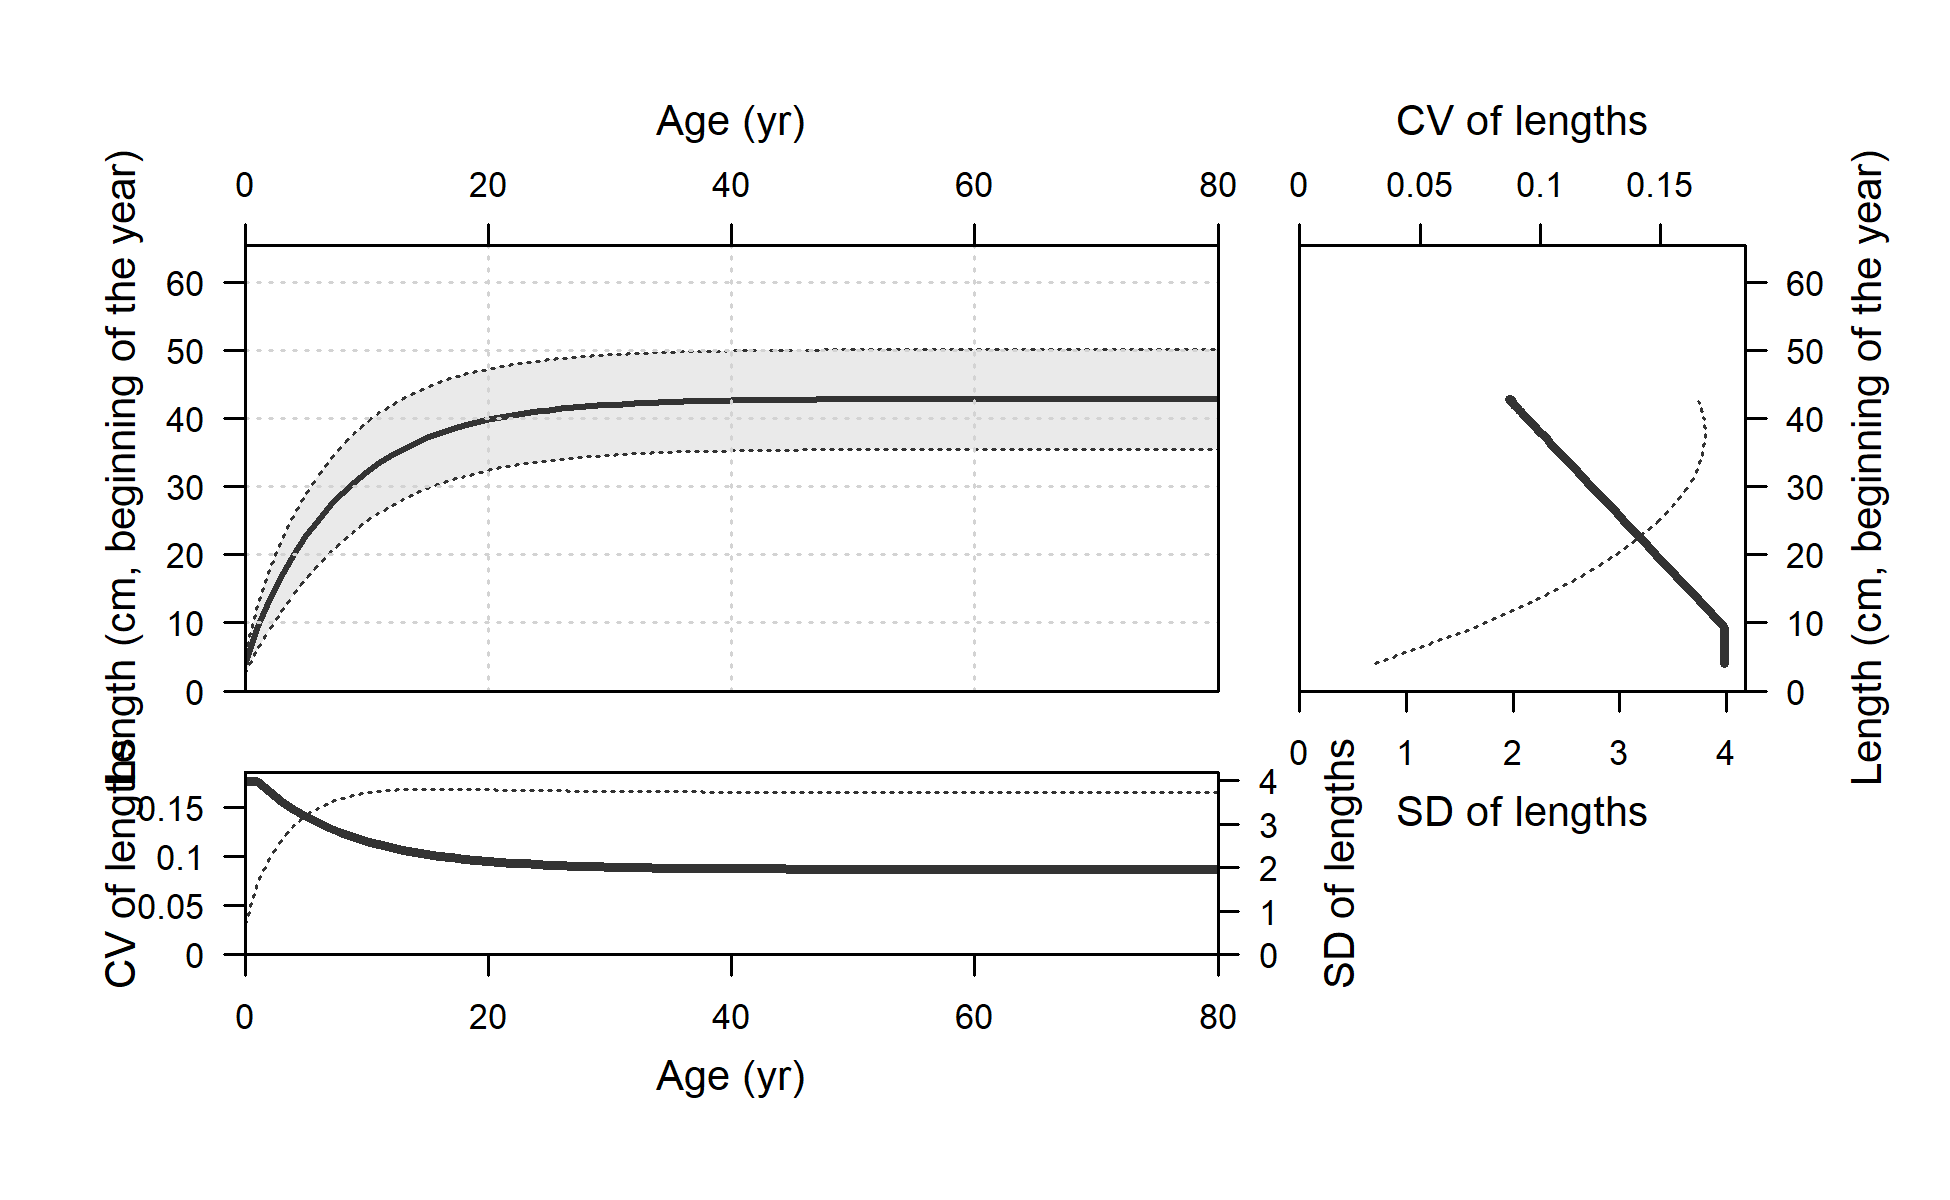 Age (yr)
CV of lengths
0 20 40 60 80
0 0.05 0.1 0.15
Length (cm, beginning of the year)
60
50
40
30
20
10
0
60
50
40
30
20
10
0
Length (cm, beginning of the year)
0 1 2 3 4
SD of lengths
CV of lengths
0.15
0.1
0.05
0
4
3
2
1
0
SD of lengths
0 20 40 60 80
Age (yr)